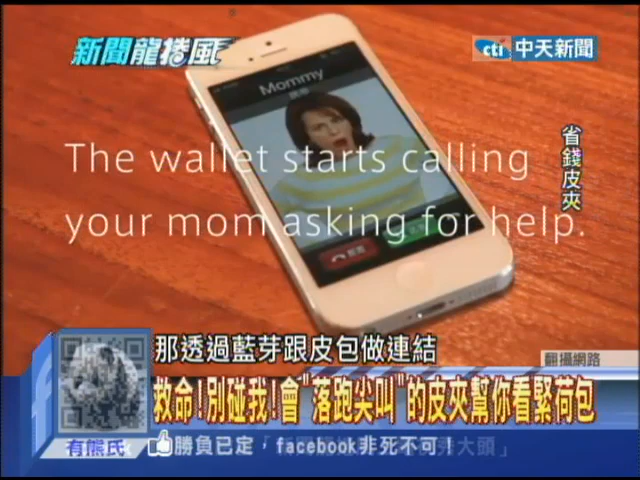 新聞龍捲風
cti 中天新聞
Mommy
省錢皮夾
The wallet starts calling
your mom asking for help.
那透過藍芽跟皮包做連結
翻攝網路
救命!別碰我!會"落跑尖叫"的皮夾幫你看緊荷包
有熊氏
勝負已定，facebook非死不可！